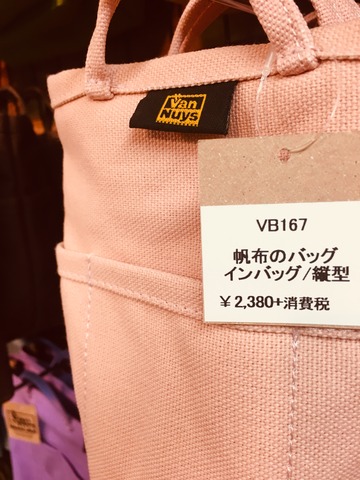 Van
Nuys
VB167
帆布のバッグ
インバッグ/縦型
￥2,380+消費税